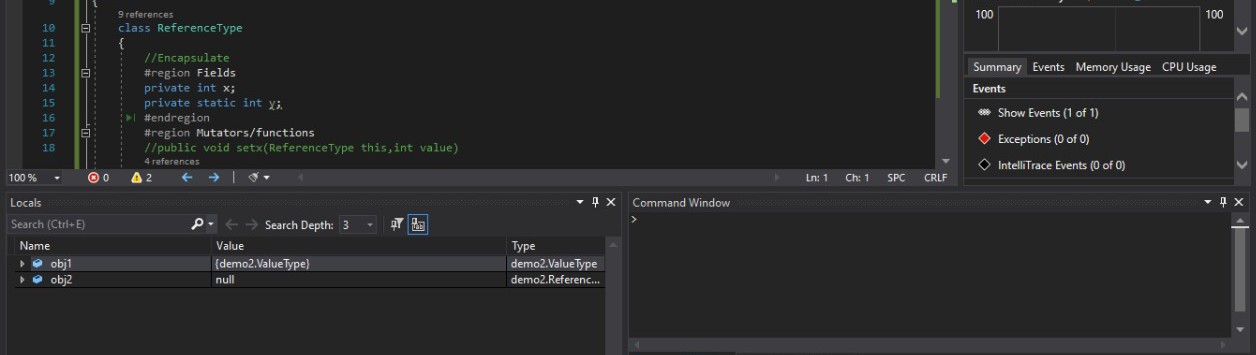 9
{
9 references
10 class ReferenceType
11 {
12 //Encapsulate
13 #region Fields
14 private int x;
15 private static int y;
16 #endregion
17 #region Mutators/functions
18 //public void setx(ReferenceType this,int value)
4 references
100 % 0 2 Ln: 1 Ch: 1 SPC CRLF
100 100
Summary Events Memory Usage CPU Usage
Events
Show Events (1 of 1)
Exceptions (0 of 0)
IntelliTrace Events (0 of 0)
Locals
Search (Ctrl+E) Search Depth: 3
Name Value Type
obj1 {demo2.ValueType} demo2.ValueType
obj2 null demo2.Referenc...
Command Window
>